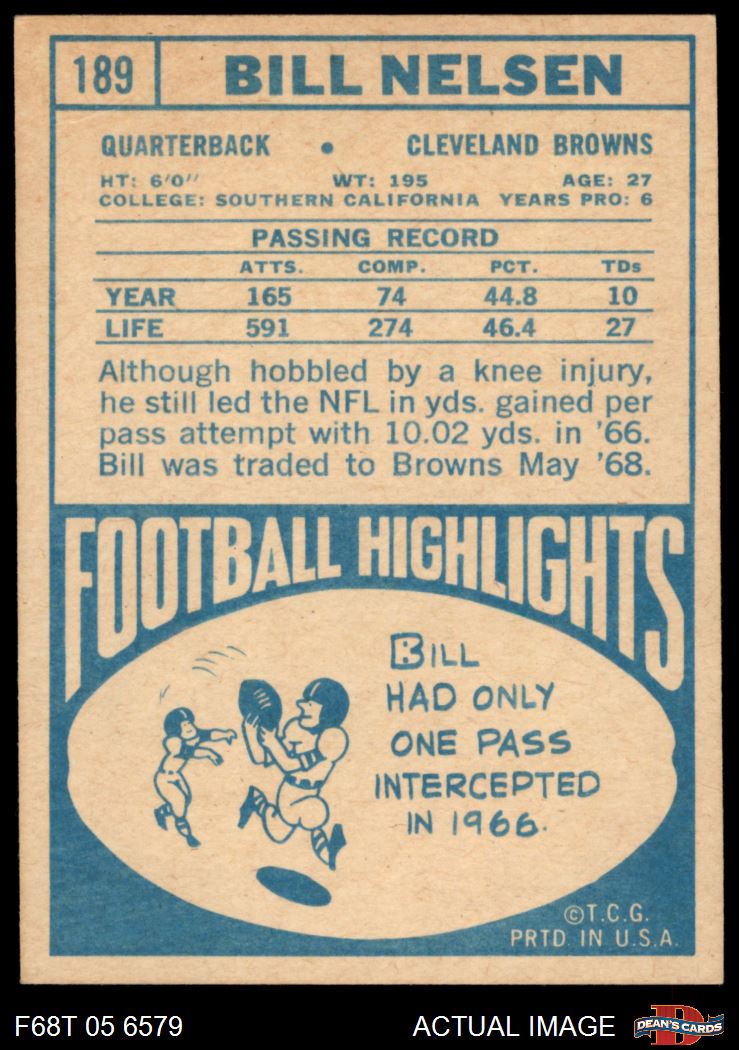 189 BILL NELSEN
QUARTERBACK • CLEVELAND BROWNS
HT: 6'0" WT: 195 AGE: 27
COLLEGE: SOUTHERN CALIFORNIA YEARS PRO: 6
PASSING RECORD
ATTS. COMP. PCT. TDs
YEAR 165 74 44.8 10
LIFE 591 274 46.4 27
Although hobbled by a knee injury,
he still led the NFL in yds. gained per
pass attempt with 10.02 yds. in '66.
Bill was traded to Browns May '68.
FOOTBALL HIGHLIGHTS
BILL
HAD ONLY
ONE PASS
INTERCEPTED
IN 1966.
©T.C.G.
PRTD. IN U.S.A.
F68T 05 6579 ACTUAL IMAGE D DEAN'S CARDS